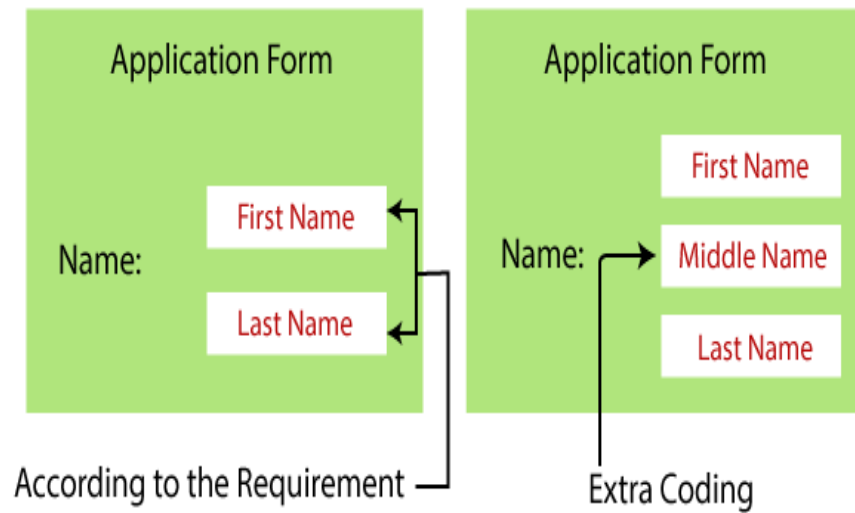 Application Form
Name:
First Name
Last Name
According to the Requirement
Application Form
Name:
First Name
Middle Name
Last Name
Extra Coding